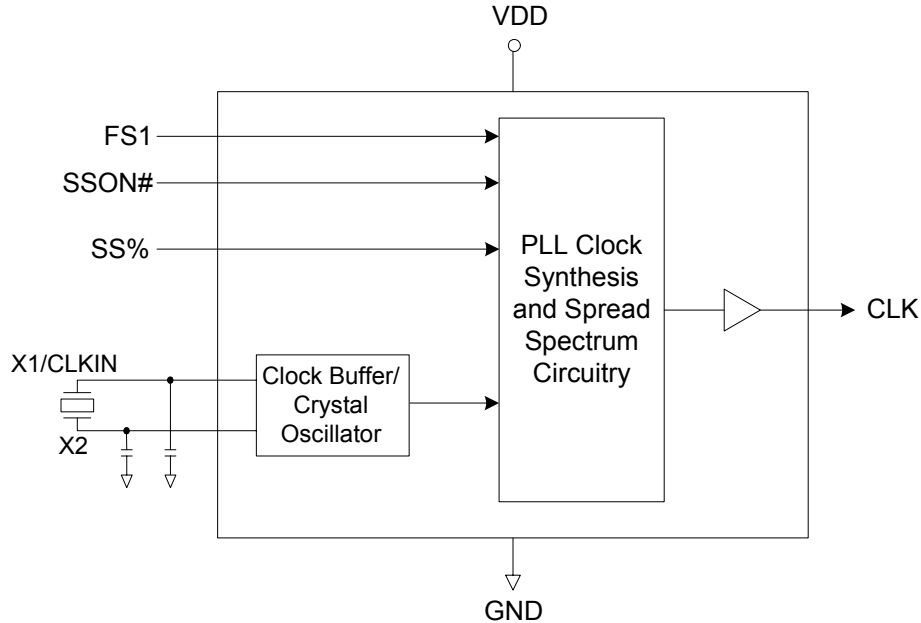 VDD
FS1
SSON#
SS%
PLL Clock
Synthesis
and Spread
Spectrum
Circuitry
CLK
X1/CLKIN
X2
Clock Buffer/
Crystal
Oscillator
GND